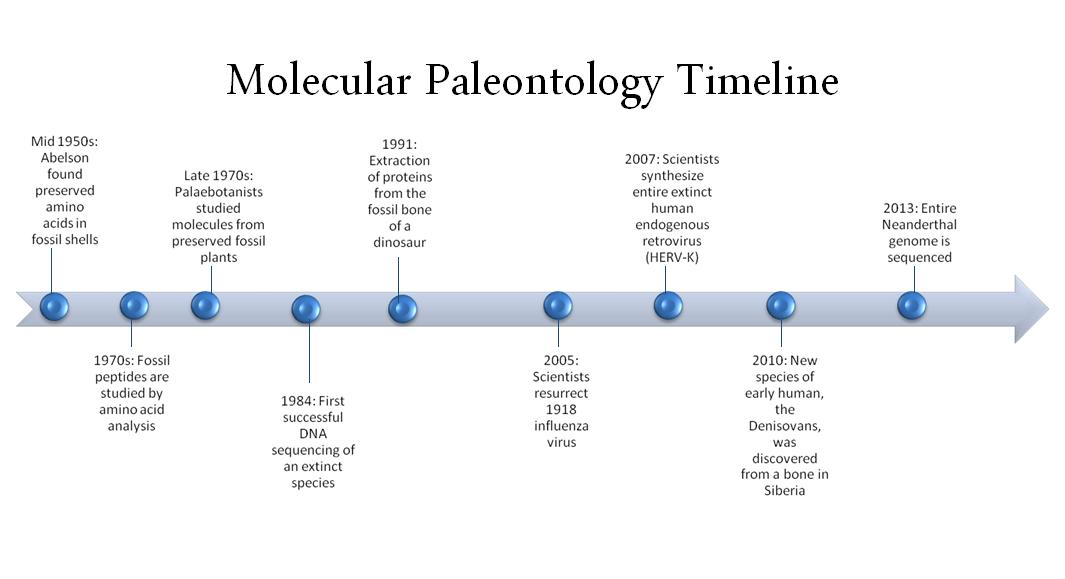 Molecular Paleontology Timeline
Mid 1950s:
Abelson
found
preserved
amino
acids in
fossil shells
1970s: Fossil
peptides are
studied by
amino acid
analysis
Late 1970s:
Palaebotanists
studied
molecules from
preserved fossil
plants
1984: First
successful
DNA
sequencing of
an extinct
species
1991:
Extraction
of proteins
from the
fossil bone
of a
dinosaur
2005:
Scientists
resurrect
1918
influenza
virus
2007: Scientists
synthesize
entire extinct
human
endogenous
retrovirus
(HERV-K)
2010: New
species of
early human,
the
Denisovans,
was
discovered
from a bone in
Siberia
2013: Entire
Neanderthal
genome is
sequenced